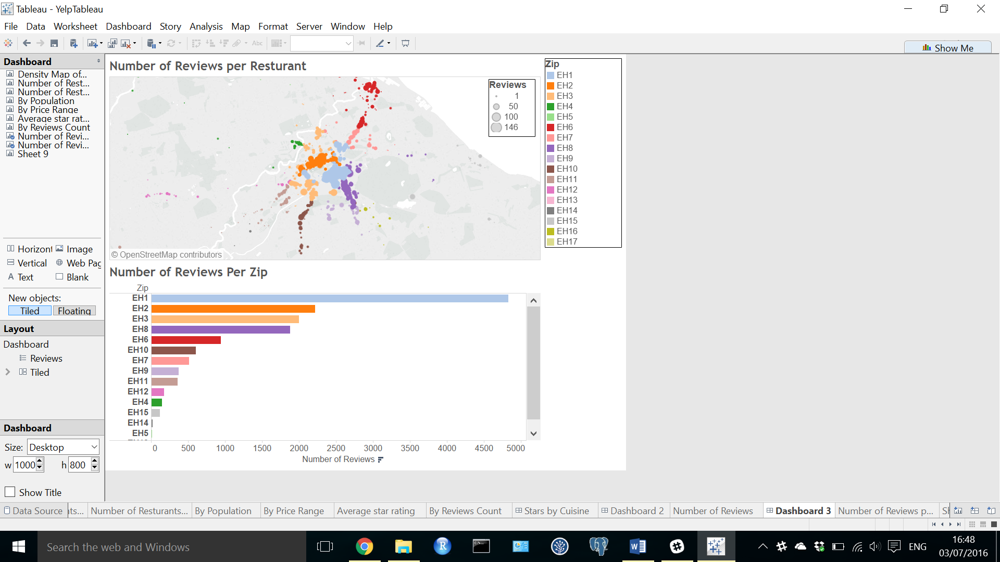 Tableau - YelpTableau
File Data Worksheet Dashboard Story Analysis Map Format Server Window Help
Abc
Show Me
Dashboard
Density Map of...
Number of Rest...
Number of Rest...
By Population
By Price Range
Average star rat...
By Reviews Count
Number of Revi...
Number of Revi...
Sheet 9
Horizont Image
Vertical Web Pag
A Text Blank
New objects:
Tiled Floating
Layout
Dashboard
Reviews
Tiled
Dashboard
Size: Desktop
w 1000 h 800
Show Title
Number of Reviews per Resturant
Reviews
1
50
100
146
© OpenStreetMap contributors
Zip
EH1
EH2
EH3
EH4
EH5
EH6
EH7
EH8
EH9
EH10
EH11
EH12
EH13
EH14
EH15
EH16
EH17
Number of Reviews Per Zip
Zip
EH1
EH2
EH3
EH8
EH6
EH10
EH7
EH9
EH11
EH12
EH4
EH15
EH14
EH5
0 500 1000 1500 2000 2500 3000 3500 4000 4500 5000
Number of Reviews
Data Source nts... Number of Resturants... By Population By Price Range Average star rating By Reviews Count Stars by Cuisine Dashboard 2 Number of Reviews Dashboard 3 Number of Reviews p...
Search the web and Windows
ENG
16:48
03/07/2016